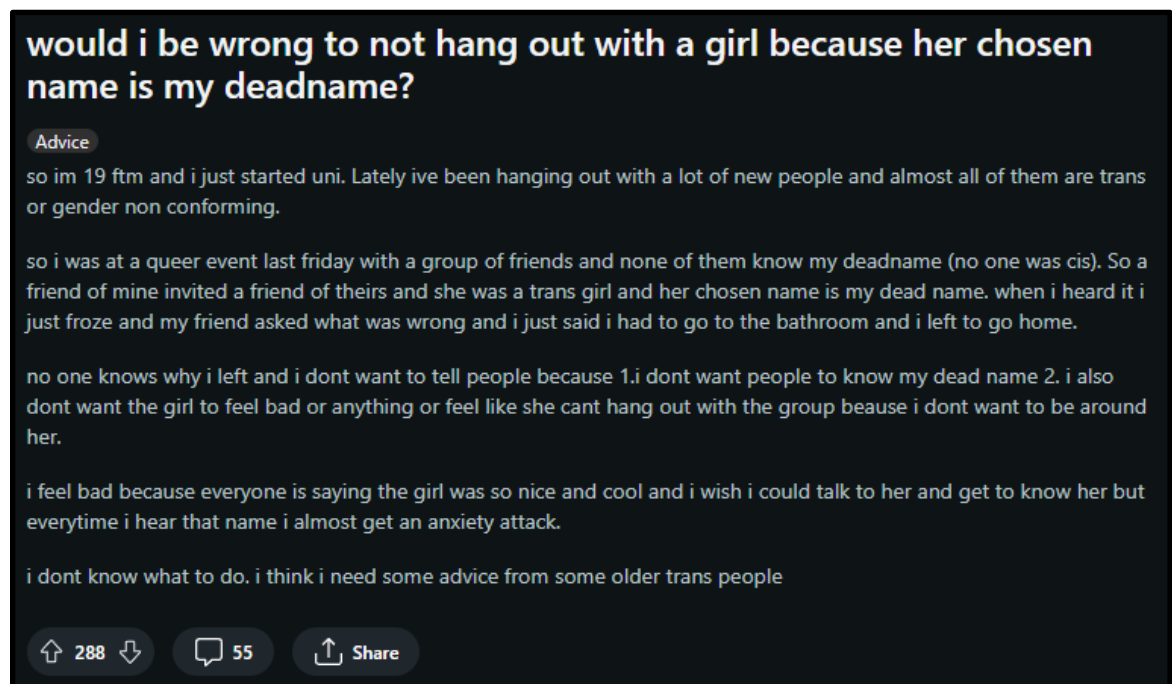 would i be wrong to not hang out with a girl because her chosen
name is my deadname?
Advice
so im 19 ftm and i just started uni. Lately ive been hanging out with a lot of new people and almost all of them are trans
or gender non conforming.
so i was at a queer event last friday with a group of friends and none of them know my deadname (no one was cis). So a
friend of mine invited a friend of theirs and she was a trans girl and her chosen name is my dead name. when i heard it i
just froze and my friend asked what was wrong and i just said i had to go to the bathroom and i left to go home.
no one knows why i left and i dont want to tell people because 1.i dont want people to know my dead name 2. i also
dont want the girl to feel bad or anything or feel like she cant hang out with the group beause i dont want to be around
her.
i feel bad because everyone is saying the girl was so nice and cool and i wish i could talk to her and get to know her but
everytime i hear that name i almost get an anxiety attack.
i dont know what to do. i think i need some advice from some older trans people
288 55 Share